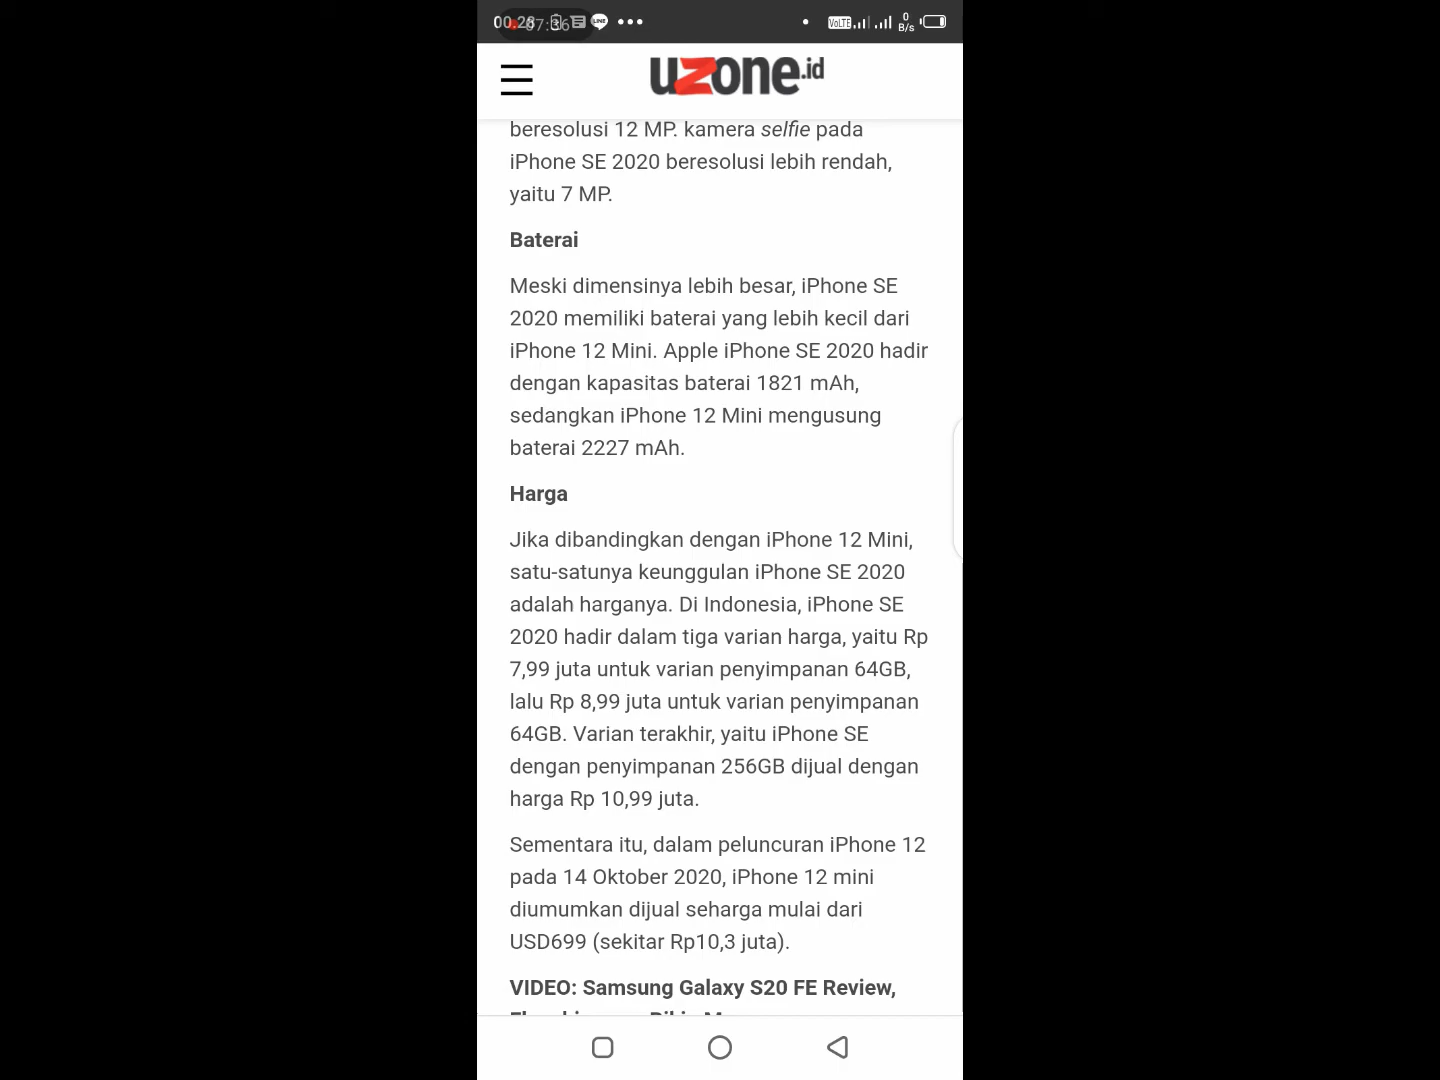 00.28
07:36
LINE
VoLTE
0
B/s
uzone.id
beresolusi 12 MP. kamera selfie pada
iPhone SE 2020 beresolusi lebih rendah,
yaitu 7 MP.
Baterai
Meski dimensinya lebih besar, iPhone SE
2020 memiliki baterai yang lebih kecil dari
iPhone 12 Mini. Apple iPhone SE 2020 hadir
dengan kapasitas baterai 1821 mAh,
sedangkan iPhone 12 Mini mengusung
baterai 2227 mAh.
Harga
Jika dibandingkan dengan iPhone 12 Mini,
satu-satunya keunggulan iPhone SE 2020
adalah harganya. Di Indonesia, iPhone SE
2020 hadir dalam tiga varian harga, yaitu Rp
7,99 juta untuk varian penyimpanan 64GB,
lalu Rp 8,99 juta untuk varian penyimpanan
64GB. Varian terakhir, yaitu iPhone SE
dengan penyimpanan 256GB dijual dengan
harga Rp 10,99 juta.
Sementara itu, dalam peluncuran iPhone 12
pada 14 Oktober 2020, iPhone 12 mini
diumumkan dijual seharga mulai dari
USD699 (sekitar Rp10,3 juta).
VIDEO: Samsung Galaxy S20 FE Review,